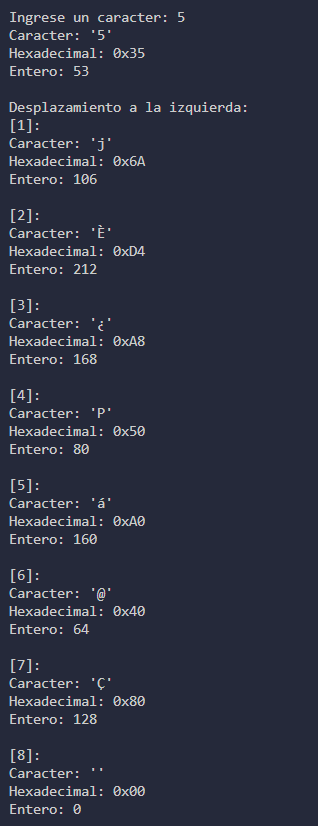 Ingrese un caracter: 5
Caracter: '5'
Hexadecimal: 0x35
Entero: 53
Desplazamiento a la izquierda:
[1]:
Caracter: 'j'
Hexadecimal: 0x6A
Entero: 106
[2]:
Caracter: 'È'
Hexadecimal: 0xD4
Entero: 212
[3]:
Caracter: '¿'
Hexadecimal: 0xA8
Entero: 168
[4]:
Caracter: 'P'
Hexadecimal: 0x50
Entero: 80
[5]:
Caracter: 'á'
Hexadecimal: 0xA0
Entero: 160
[6]:
Caracter: '@'
Hexadecimal: 0x40
Entero: 64
[7]:
Caracter: 'Ç'
Hexadecimal: 0x80
Entero: 128
[8]:
Caracter: ''
Hexadecimal: 0x00
Entero: 0